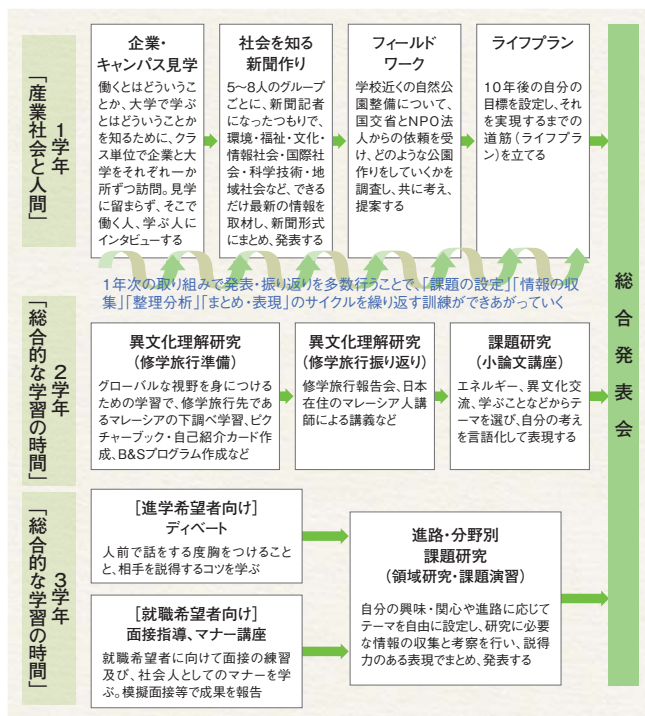 1学年
「産業社会と人間」
企業・
キャンパス見学
働くとはどういうこ
とか、大学で学ぶ
とはどういうことか
を知るために、クラ
ス単位で企業と大
学をそれぞれ一か
所ずつ訪問。見学
に留まらず、そこで
働く人、学ぶ人に
インタビューする
社会を知る
新聞作り
5〜8人のグループ
ごとに、新聞記者
になったつもりで、
環境・福祉・文化・
情報社会・国際社
会・科学技術・地
域社会など、できる
だけ最新の情報を
取材し、新聞形式
にまとめ、発表する
フィールド
ワーク
学校近くの自然公
園整備について、
国交省とNPO法
人からの依頼を受
け、どのような公園
作りをしていくかを
調査し、共に考え、
提案する
ライフプラン
10年後の自分の
目標を設定し、それ
を実現するまでの
道筋(ライフプラ
ン)を立てる
1年次の取り組みで発表・振り返りを多数行うことで、「課題の設定」「情報の収
集」「整理分析」「まとめ・表現」のサイクルを繰り返す訓練ができあがっていく
2学年
「総合的な学習の時間」
異文化理解研究
(修学旅行準備)
グローバルな視野を身につける
ための学習で、修学旅行先であ
るマレーシアの下調べ学習、ピク
チャーブック・自己紹介カード作
成、B&Sプログラム作成など
異文化理解研究
(修学旅行振り返り)
修学旅行報告会、日本
在住のマレーシア人講
師による講義など
課題研究
(小論文講座)
エネルギー、異文化交
流、学ぶことなどからテ
ーマを選び、自分の考え
を言語化して表現する
3学年
「総合的な学習の時間」
[進学希望者向け]
ディベート
人前で話をする度胸をつけること
と、相手を説得するコツを学ぶ
[就職希望者向け]
面接指導、マナー講座
就職希望者に向けて面接の練習
及び、社会人としてのマナーを学
ぶ。模擬面接等で成果を報告
進路・分野別
課題研究
(領域研究・課題演習)
自分の興味・関心や進路に応じて
テーマを自由に設定し、研究に必
要な情報の収集と考察を行い、説得
力のある表現でまとめ、発表する
総合発表会